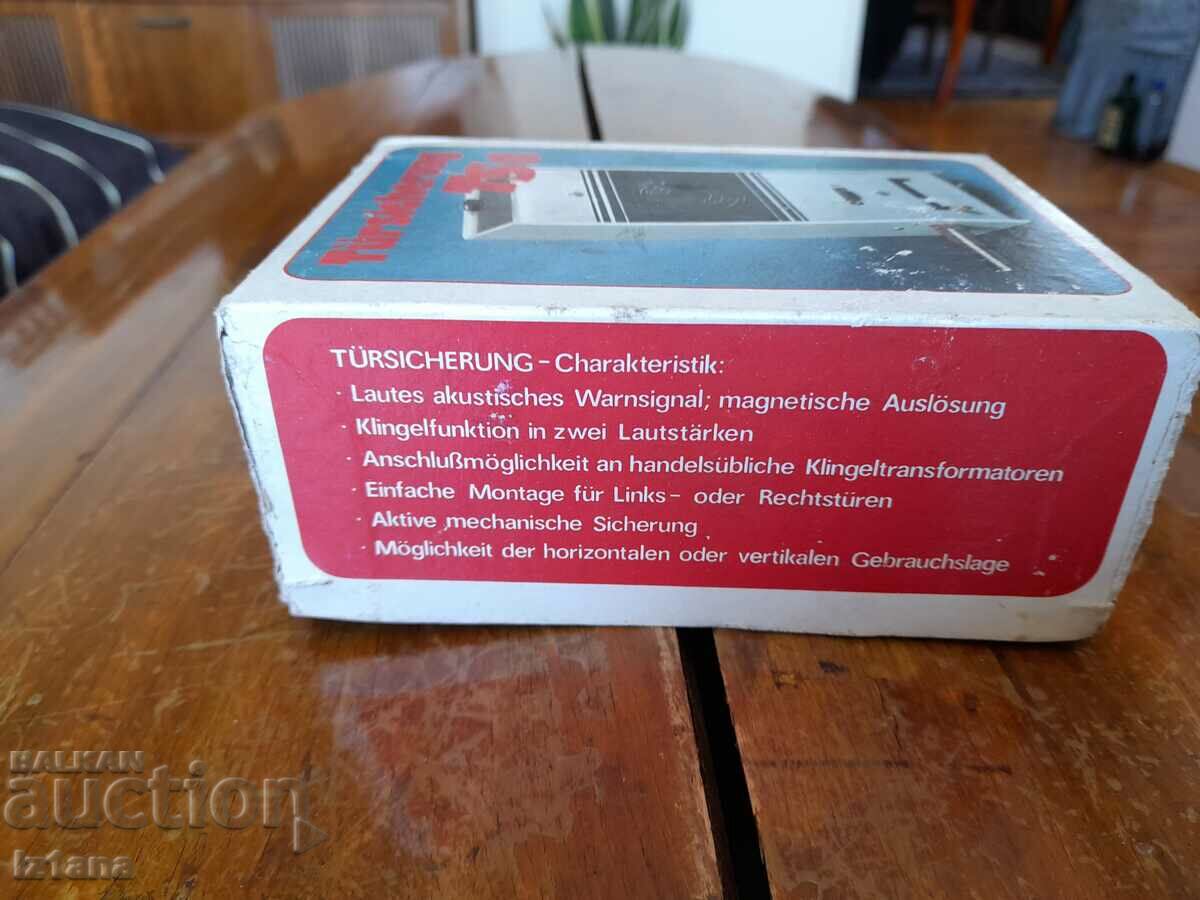 Türsicherung
TÜRSICHERUNG - Charakteristik:
· Lautes akustisches Warnsignal; magnetische Auslösung
· Klingelfunktion in zwei Lautstärken
· Anschlußmöglichkeit an handelsübliche Klingeltransformatoren
· Einfache Montage für Links- oder Rechtstüren
· Aktive mechanische Sicherung
· Möglichkeit der horizontalen oder vertikalen Gebrauchslage
BALKAN
auction
iz1ana